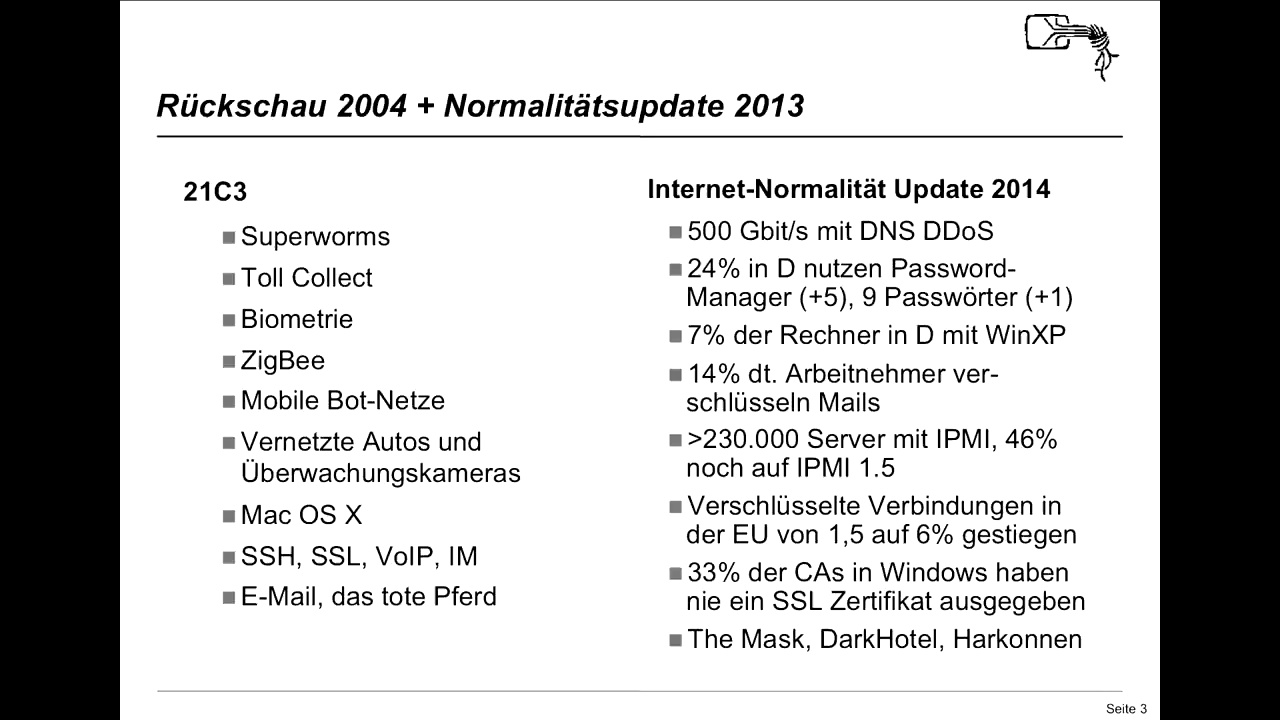 Rückschau 2004 + Normalitätsupdate 2013
21C3
Superworms
Toll Collect
Biometrie
ZigBee
Mobile Bot-Netze
Vernetzte Autos und
Überwachungskameras
Mac OS X
SSH, SSL, VoIP, IM
E-Mail, das tote Pferd
Internet-Normalität Update 2014
500 Gbit/s mit DNS DDoS
24% in D nutzen Password-
Manager (+5), 9 Passwörter (+1)
7% der Rechner in D mit WinXP
14% dt. Arbeitnehmer ver-
schlüsseln Mails
>230.000 Server mit IPMI, 46%
noch auf IPMI 1.5
Verschlüsselte Verbindungen in
der EU von 1,5 auf 6% gestiegen
33% der CAs in Windows haben
nie ein SSL Zertifikat ausgegeben
The Mask, DarkHotel, Harkonnen
Seite 3